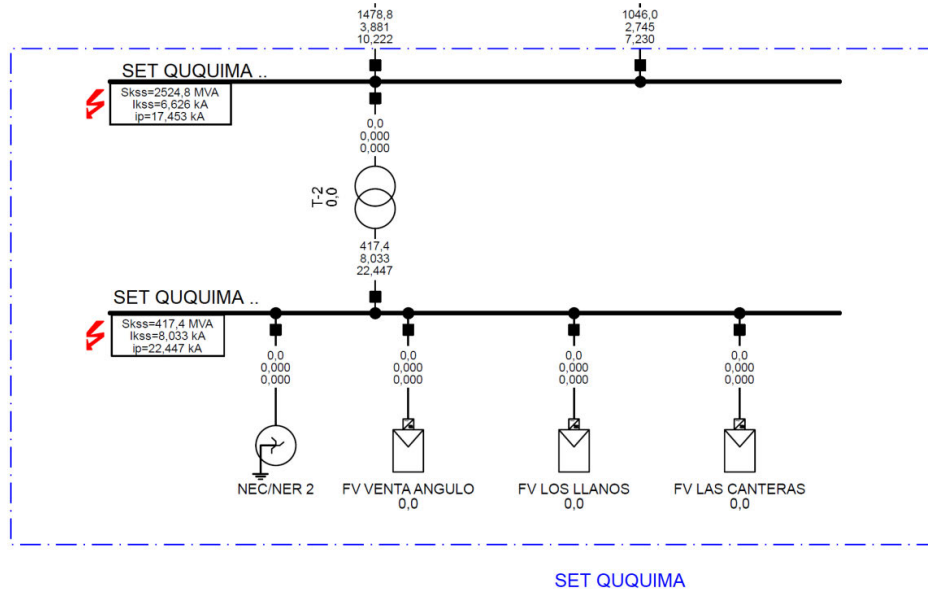 1478,8
3,881
10,222
1046,0
2,745
7,230
SET QUQUIMA ..
Skss=2524,8 MVA
Ikss=6,626 kA
ip=17,453 kA
0,0
0,000
0,000
T-2
0,0
417,4
8,033
22,447
SET QUQUIMA ..
Skss=417,4 MVA
Ikss=8,033 kA
ip=22,447 kA
0,0
0,000
0,000
0,0
0,000
0,000
0,0
0,000
0,000
0,0
0,000
0,000
NEC/NER 2
FV VENTA ANGULO
0,0
FV LOS LLANOS
0,0
FV LAS CANTERAS
0,0
SET QUQUIMA